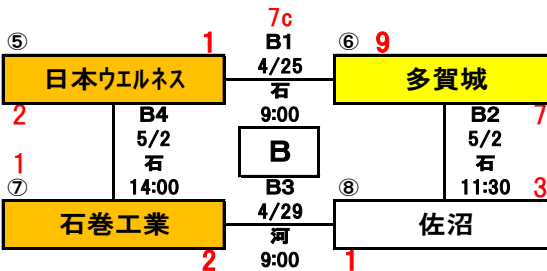 7c
⑤ 1 B1 ⑥ 9
日本ウエルネス 4/25 多賀城
石
2 B4 9:00 B2 7
5/2 B 5/2
1 石 石
⑦ 14:00 B3 ⑧ 11:30 3
石巻工業 4/29 佐沼
河
2 9:00 1